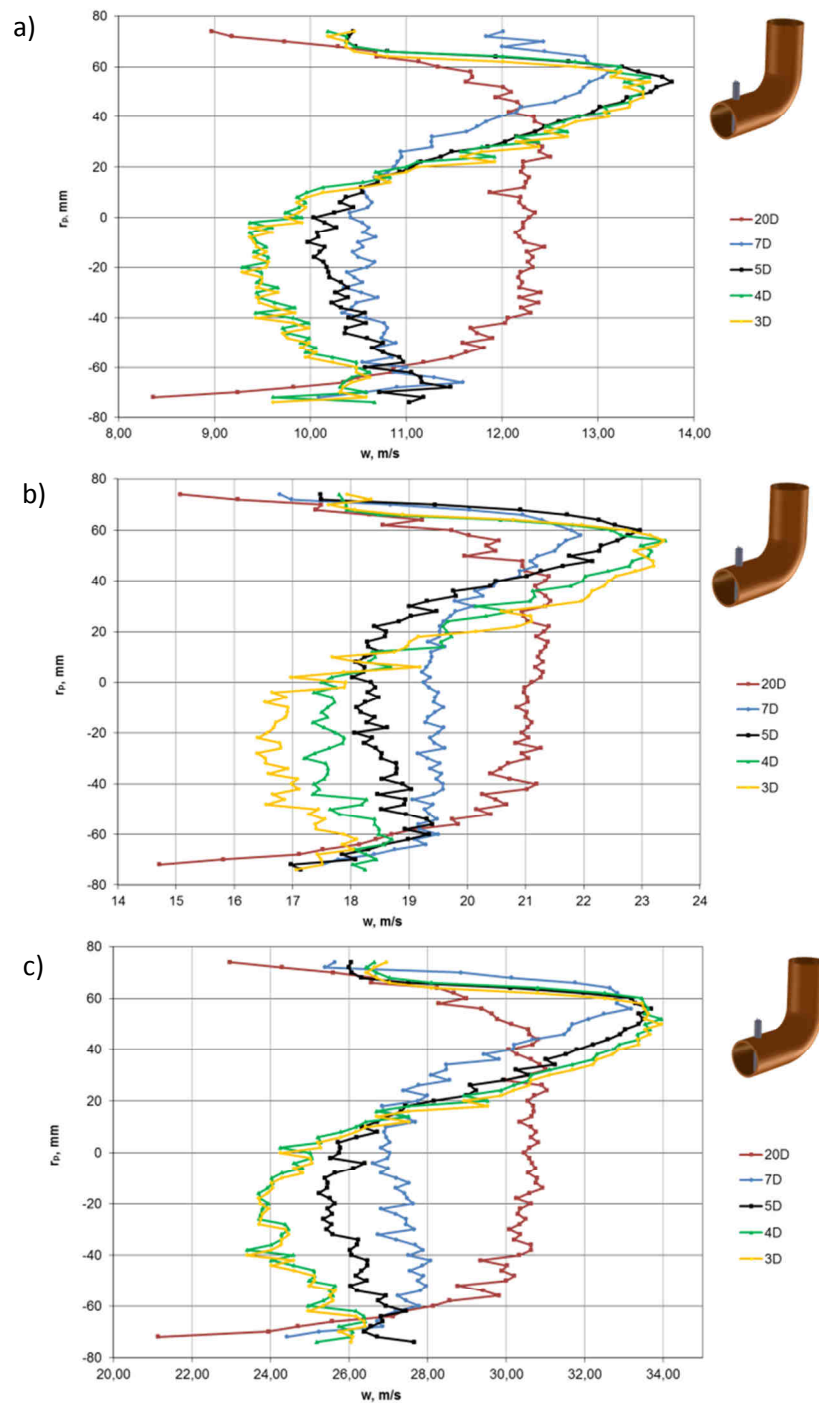 a)
80
60
40
20
0
-20
-40
-60
-80
rp, mm
8,00 9,00 10,00 11,00 12,00 13,00 14,00
w, m/s
20D
7D
5D
4D
3D
b)
80
60
40
20
0
-20
-40
-60
-80
rp, mm
14 15 16 17 18 19 20 21 22 23 24
w, m/s
20D
7D
5D
4D
3D
c)
80
60
40
20
0
-20
-40
-60
-80
rp, mm
20,00 22,00 24,00 26,00 28,00 30,00 32,00 34,00
w, m/s
20D
7D
5D
4D
3D